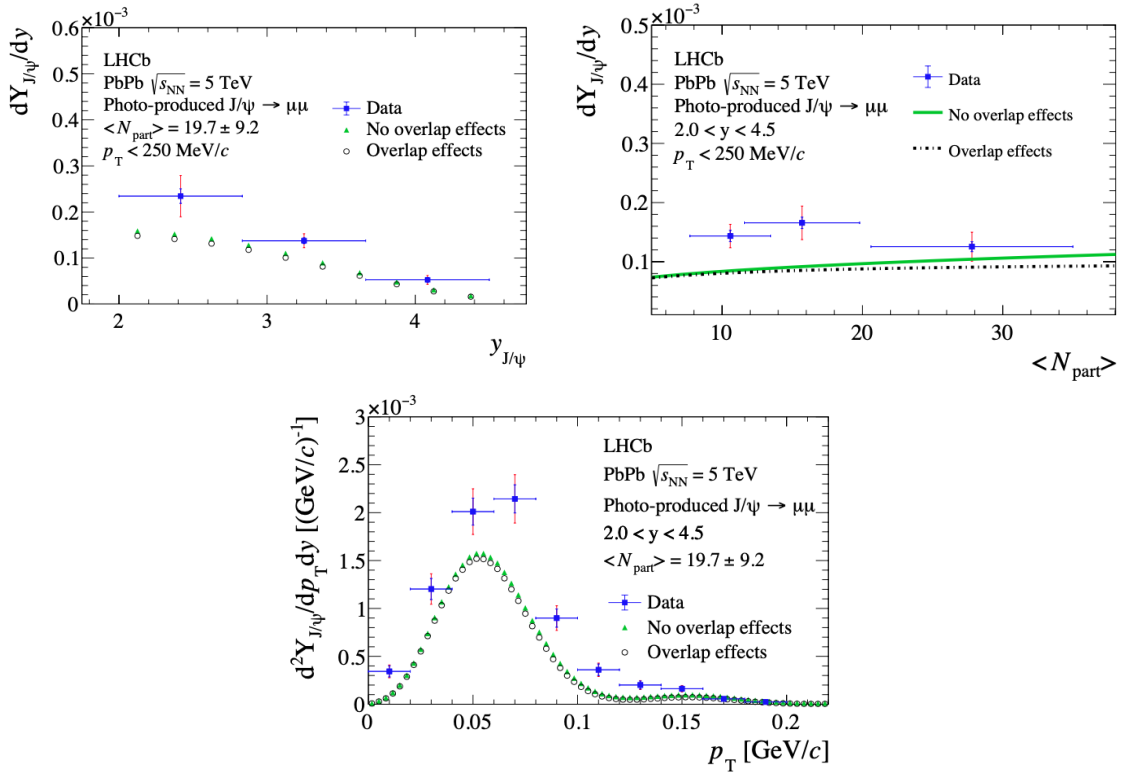 ×10⁻³
dY_J/ψ/dy
0.6
0.5
0.4
0.3
0.2
0.1
0
LHCb
PbPb √s_NN = 5 TeV
Photo-produced J/ψ → μμ
<N_part> = 19.7 ± 9.2
p_T < 250 MeV/c
Data
No overlap effects
Overlap effects
2 3 4
y_J/ψ
×10⁻³
dY_J/ψ/dy
0.5
0.4
0.3
0.2
0.1
LHCb
PbPb √s_NN = 5 TeV
Photo-produced J/ψ → μμ
2.0 < y < 4.5
p_T < 250 MeV/c
Data
No overlap effects
Overlap effects
10 20 30
<N_part>
×10⁻³
d²Y_J/ψ/dp_T dy [(GeV/c)⁻¹]
3
2.5
2
1.5
1
0.5
0
LHCb
PbPb √s_NN = 5 TeV
Photo-produced J/ψ → μμ
2.0 < y < 4.5
<N_part> = 19.7 ± 9.2
Data
No overlap effects
Overlap effects
0 0.05 0.1 0.15 0.2
p_T [GeV/c]